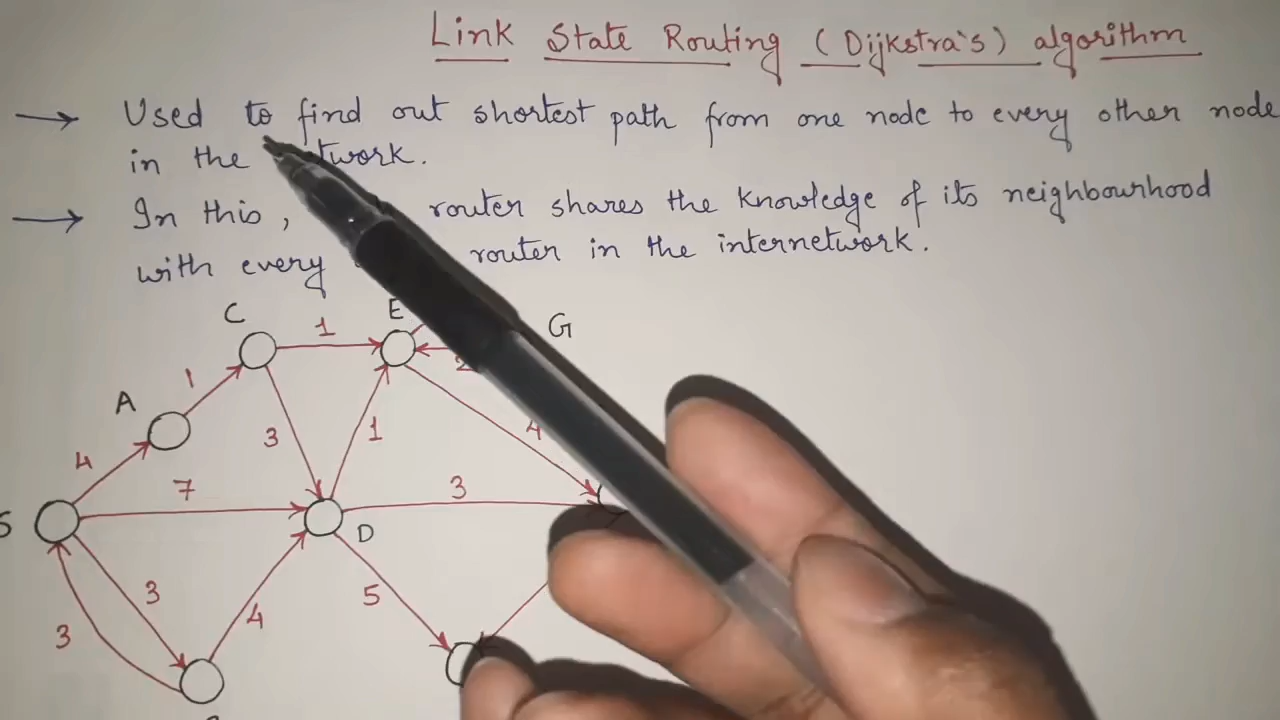 Link State Routing (Dijkstra's) algorithm
→ Used to find out shortest path from one node to every other node
in the twork.
→ In this, router shares the knowledge of its neighbourhood
with every router in the internetwork.
C 1 E G
1 2
A
4 3 1 4
7 3
S D
3 5
3 4